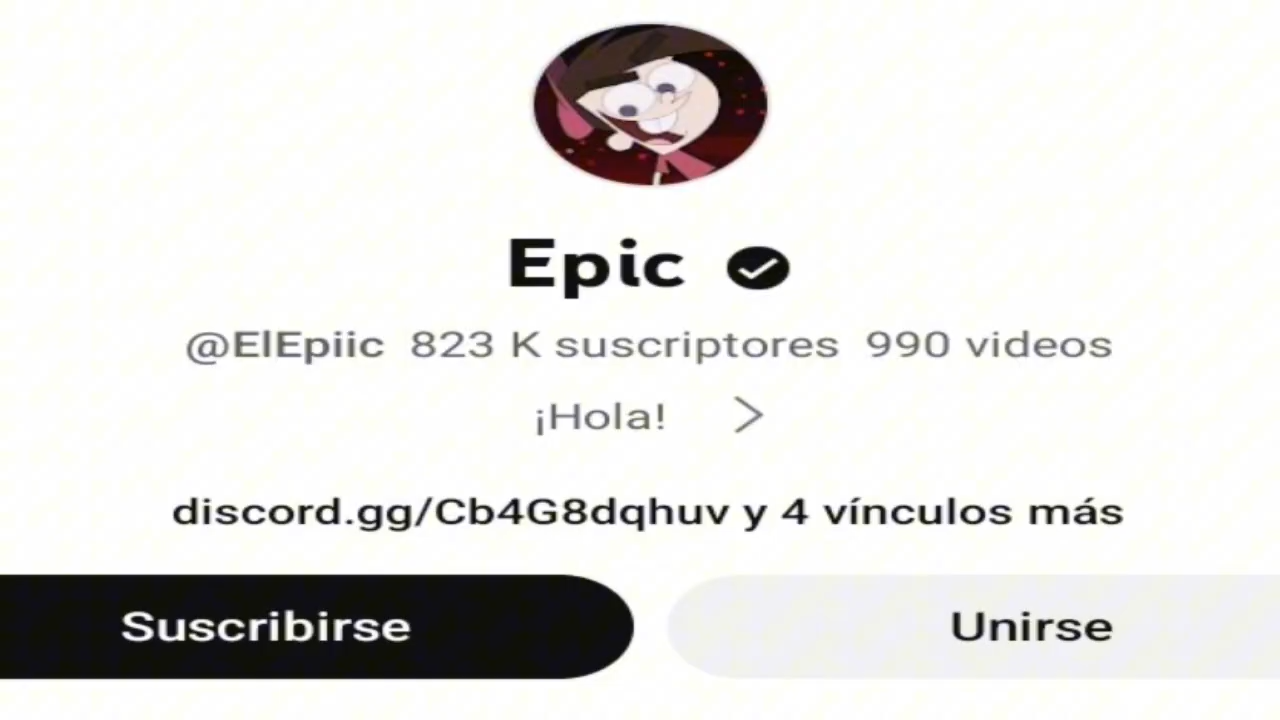 Epic
@ElEpiic 823 K suscriptores 990 videos
¡Hola!
discord.gg/Cb4G8dqhuv y 4 vínculos más
Suscribirse Unirse